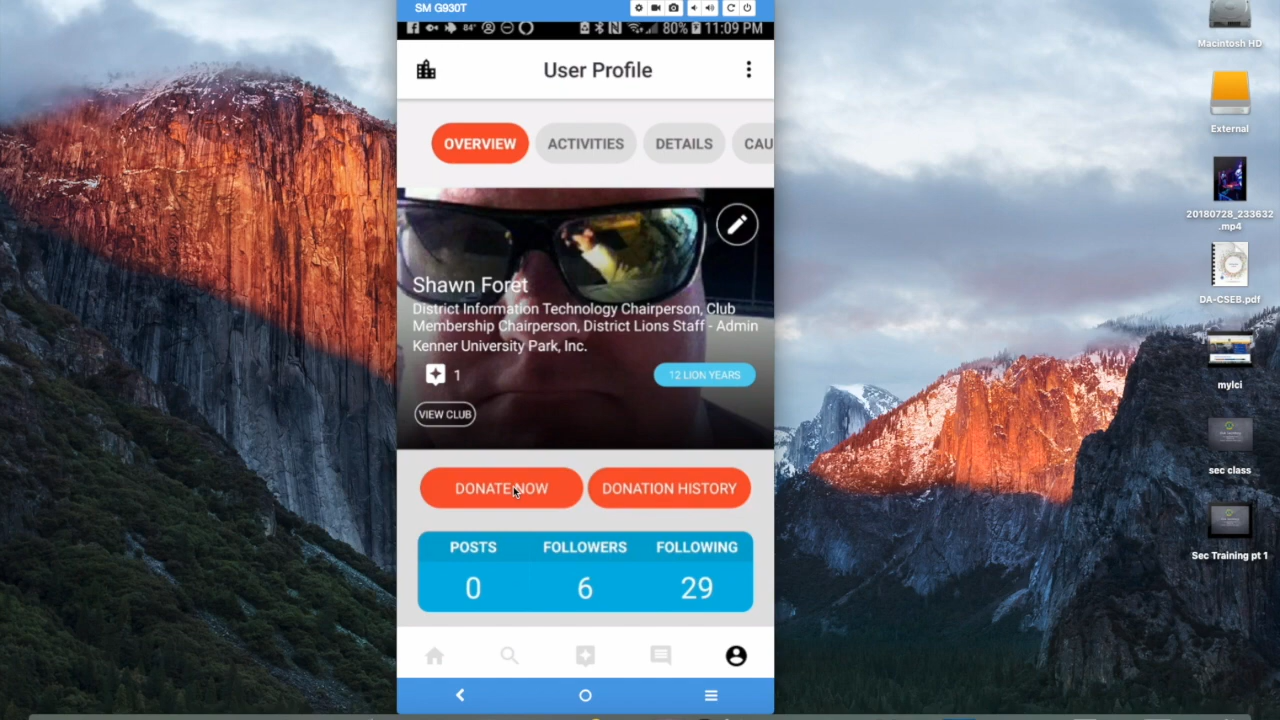 SM G930T
84°
80%
11:09 PM
User Profile
OVERVIEW
ACTIVITIES
DETAILS
CAU
Shawn Foret
District Information Technology Chairperson, Club
Membership Chairperson, District Lions Staff - Admin
Kenner University Park, Inc.
1
12 LION YEARS
VIEW CLUB
DONATE NOW
DONATION HISTORY
POSTS
FOLLOWERS
FOLLOWING
0
6
29
Macintosh HD
External
20180728_233632
.mp4
DA-CSEB.pdf
mylci
sec class
Sec Training pt 1